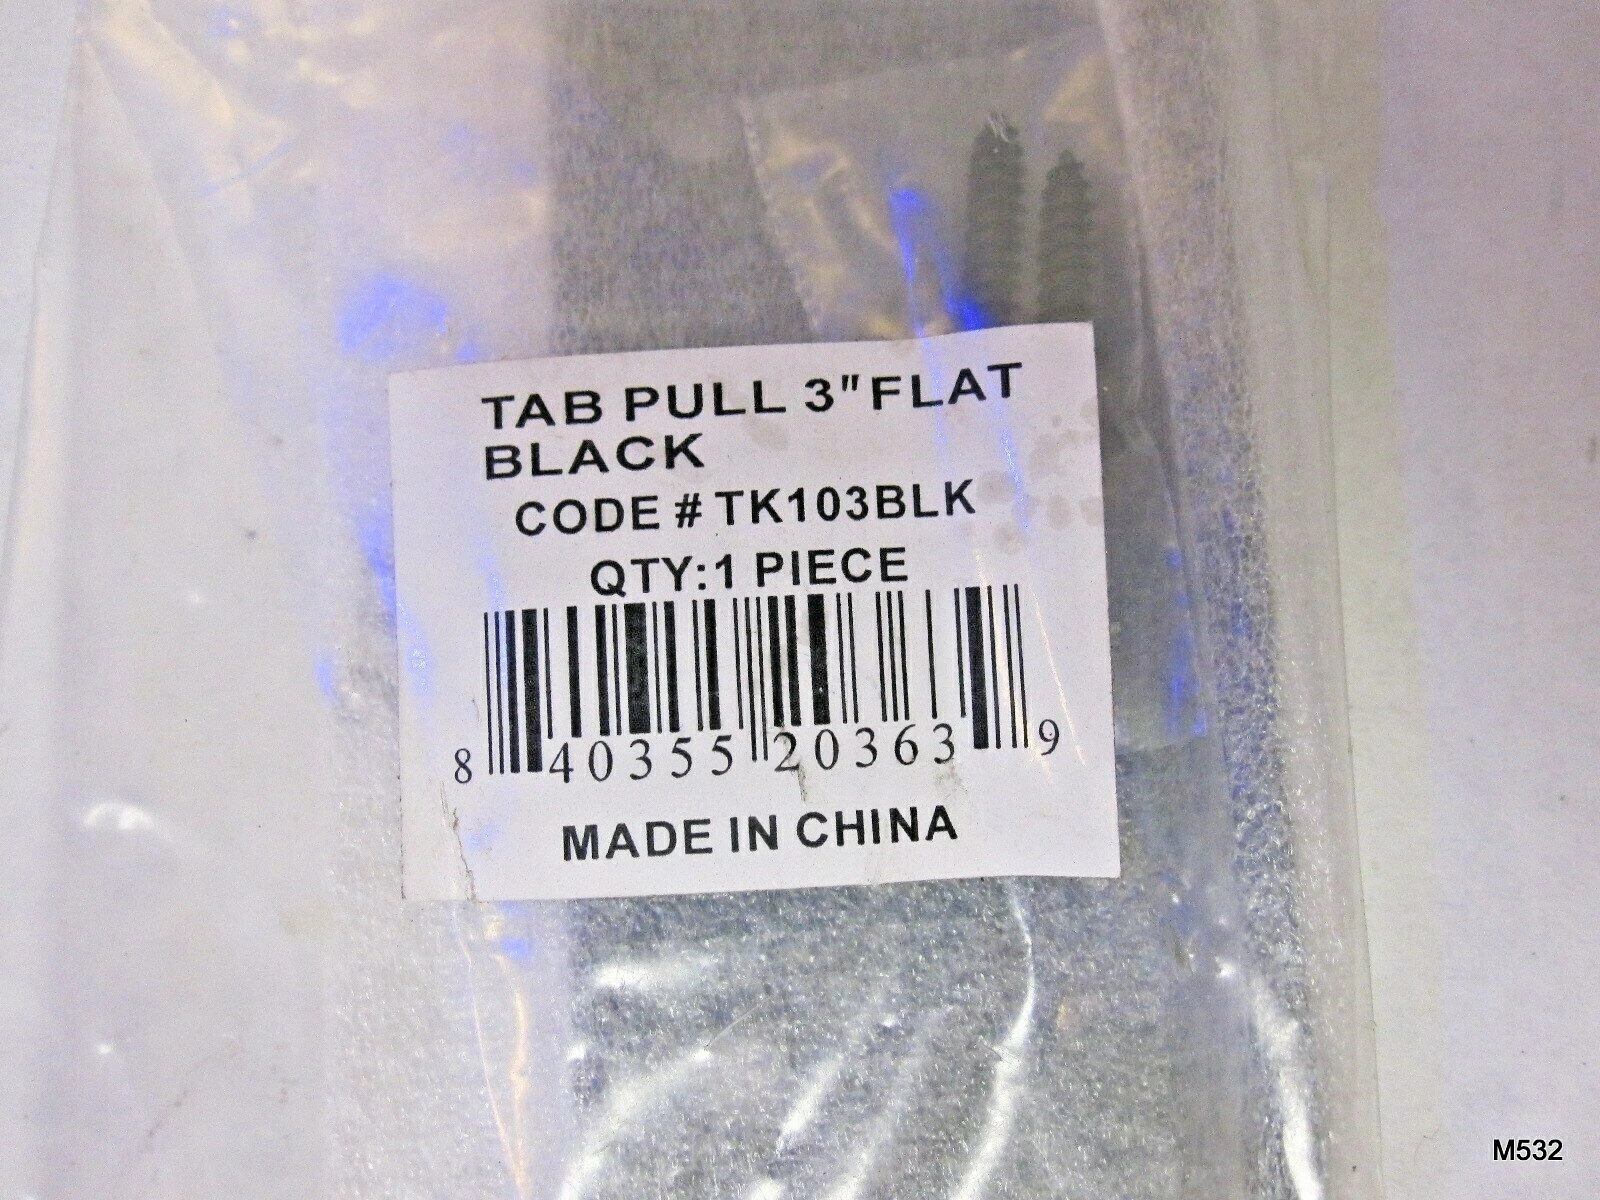 TAB PULL 3" FLAT
BLACK
CODE # TK103BLK
QTY:1 PIECE
8 40355 20363 9
MADE IN CHINA
M532